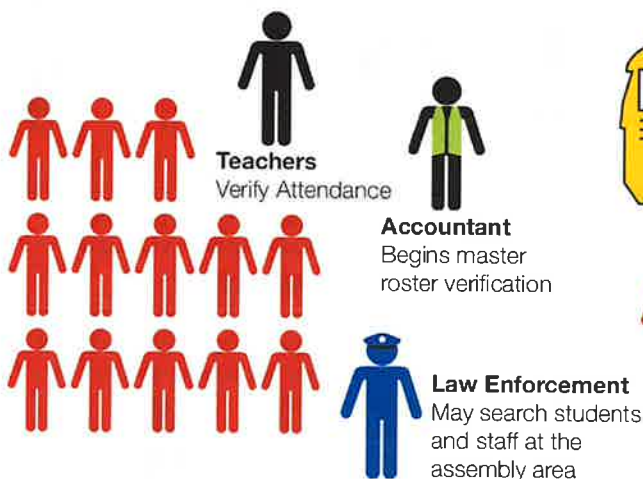 Teachers
Verify Attendance
Accountant
Begins master
roster verification
Law Enforcement
May search students
and staff at the
assembly area